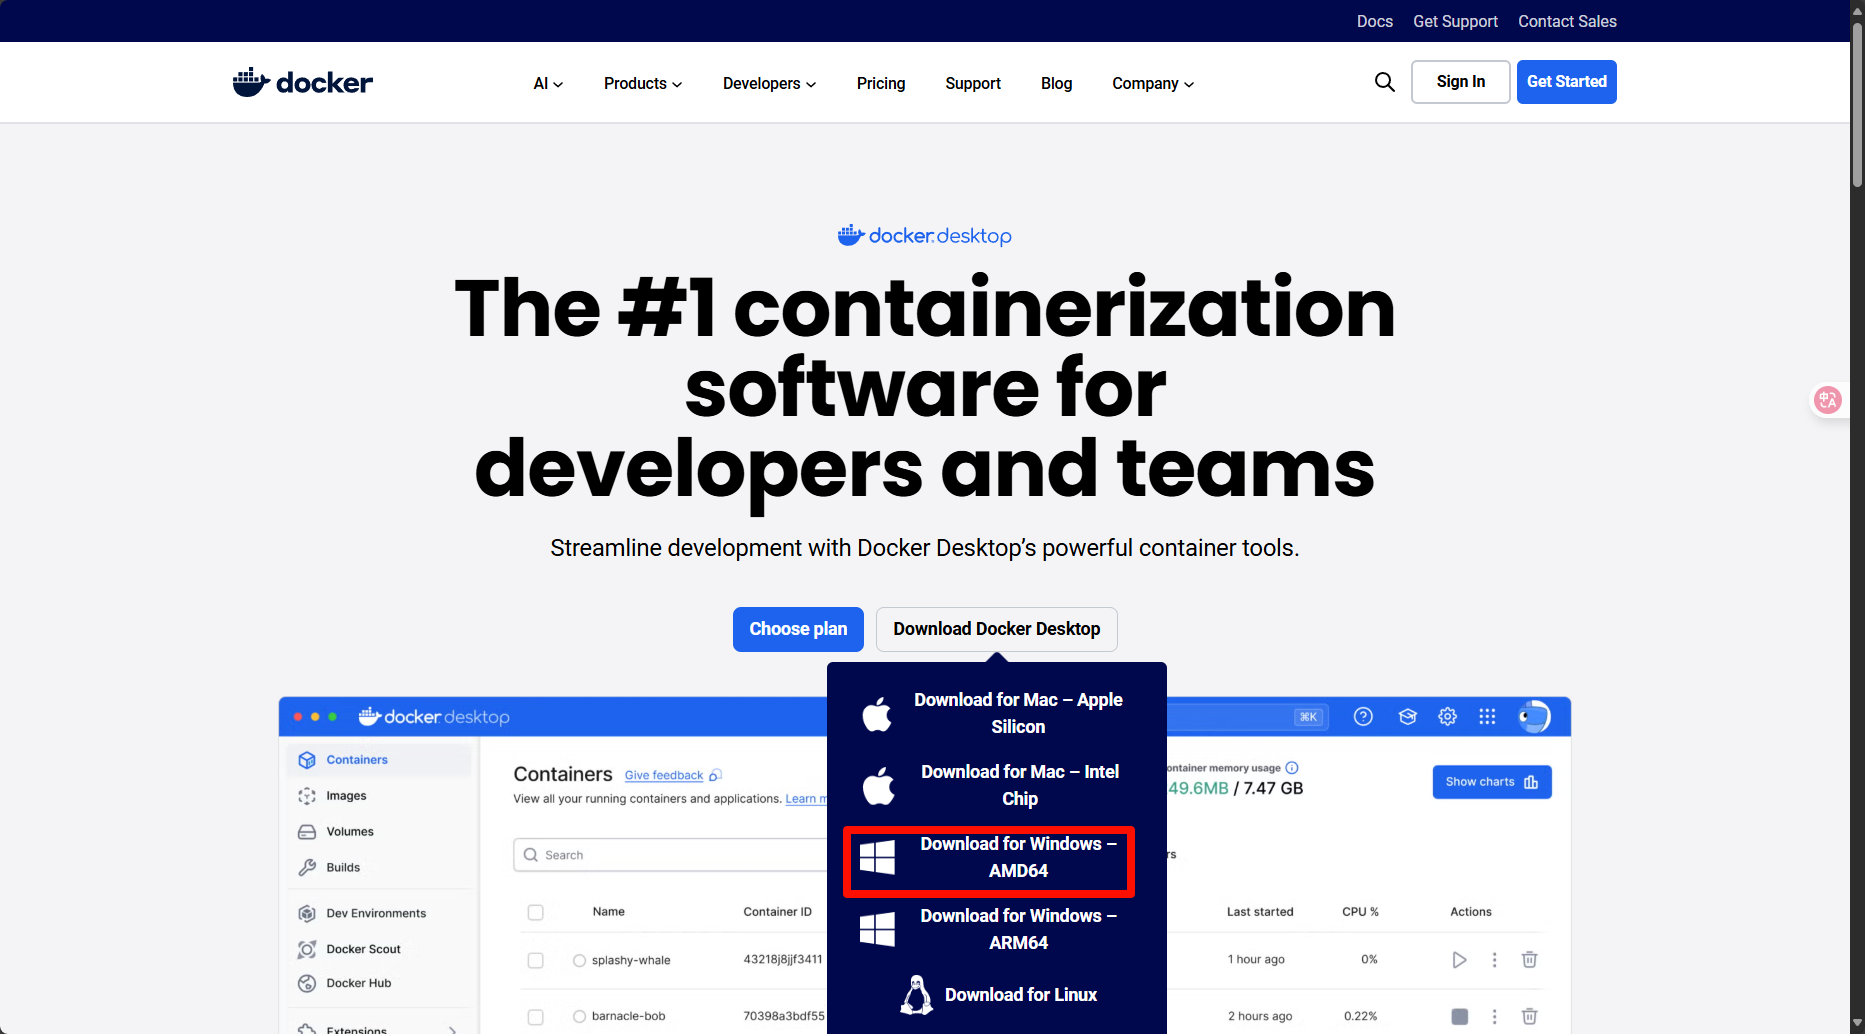 Docs Get Support Contact Sales
docker
AI Products Developers Pricing Support Blog Company Sign In Get Started
docker desktop
The #1 containerization
software for
developers and teams
Streamline development with Docker Desktop’s powerful container tools.
Choose plan Download Docker Desktop
Download for Mac – Apple
Silicon
Download for Mac – Intel
Chip
Download for Windows –
AMD64
Download for Windows –
ARM64
Download for Linux
docker desktop ⌘K
Containers
Images
Volumes
Builds
Dev Environments
Docker Scout
Docker Hub
Extensions
Containers Give feedback
View all your running containers and applications. Learn
ontainer memory usage
49.6MB / 7.47 GB
Show charts
Search
rs
Name Container ID Last started CPU % Actions
splashy-whale 43218j8jjf3411 1 hour ago 0%
barnacle-bob 70398a3bdf55 2 hours ago 0.22%
中A